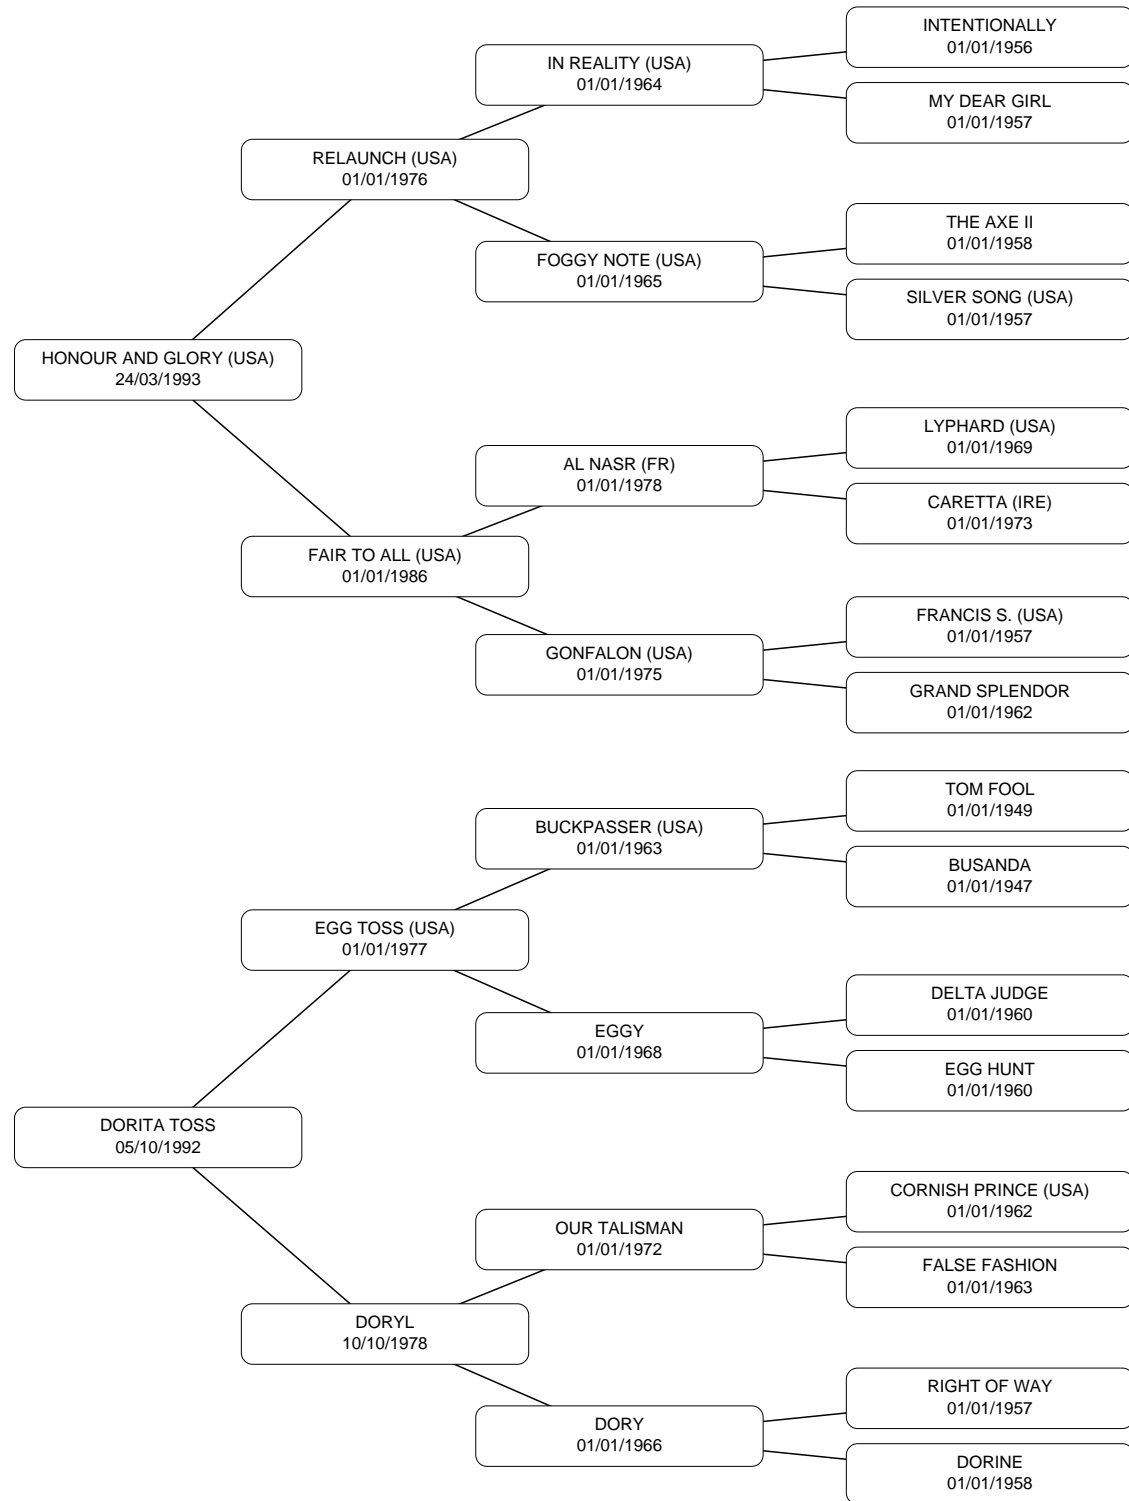 INTENTIONALLY
01/01/1956
IN REALITY (USA)
01/01/1964
MY DEAR GIRL
01/01/1957
RELAUNCH (USA)
01/01/1976
THE AXE II
01/01/1958
FOGGY NOTE (USA)
01/01/1965
SILVER SONG (USA)
01/01/1957
HONOUR AND GLORY (USA)
24/03/1993
LYPHARD (USA)
01/01/1969
AL NASR (FR)
01/01/1978
CARETTA (IRE)
01/01/1973
FAIR TO ALL (USA)
01/01/1986
FRANCIS S. (USA)
01/01/1957
GONFALON (USA)
01/01/1975
GRAND SPLENDOR
01/01/1962
TOM FOOL
01/01/1949
BUCKPASSER (USA)
01/01/1963
BUSANDA
01/01/1947
EGG TOSS (USA)
01/01/1977
DELTA JUDGE
01/01/1960
EGGY
01/01/1968
EGG HUNT
01/01/1960
DORITA TOSS
05/10/1992
CORNISH PRINCE (USA)
01/01/1962
OUR TALISMAN
01/01/1972
FALSE FASHION
01/01/1963
DORYL
10/10/1978
RIGHT OF WAY
01/01/1957
DORY
01/01/1966
DORINE
01/01/1958